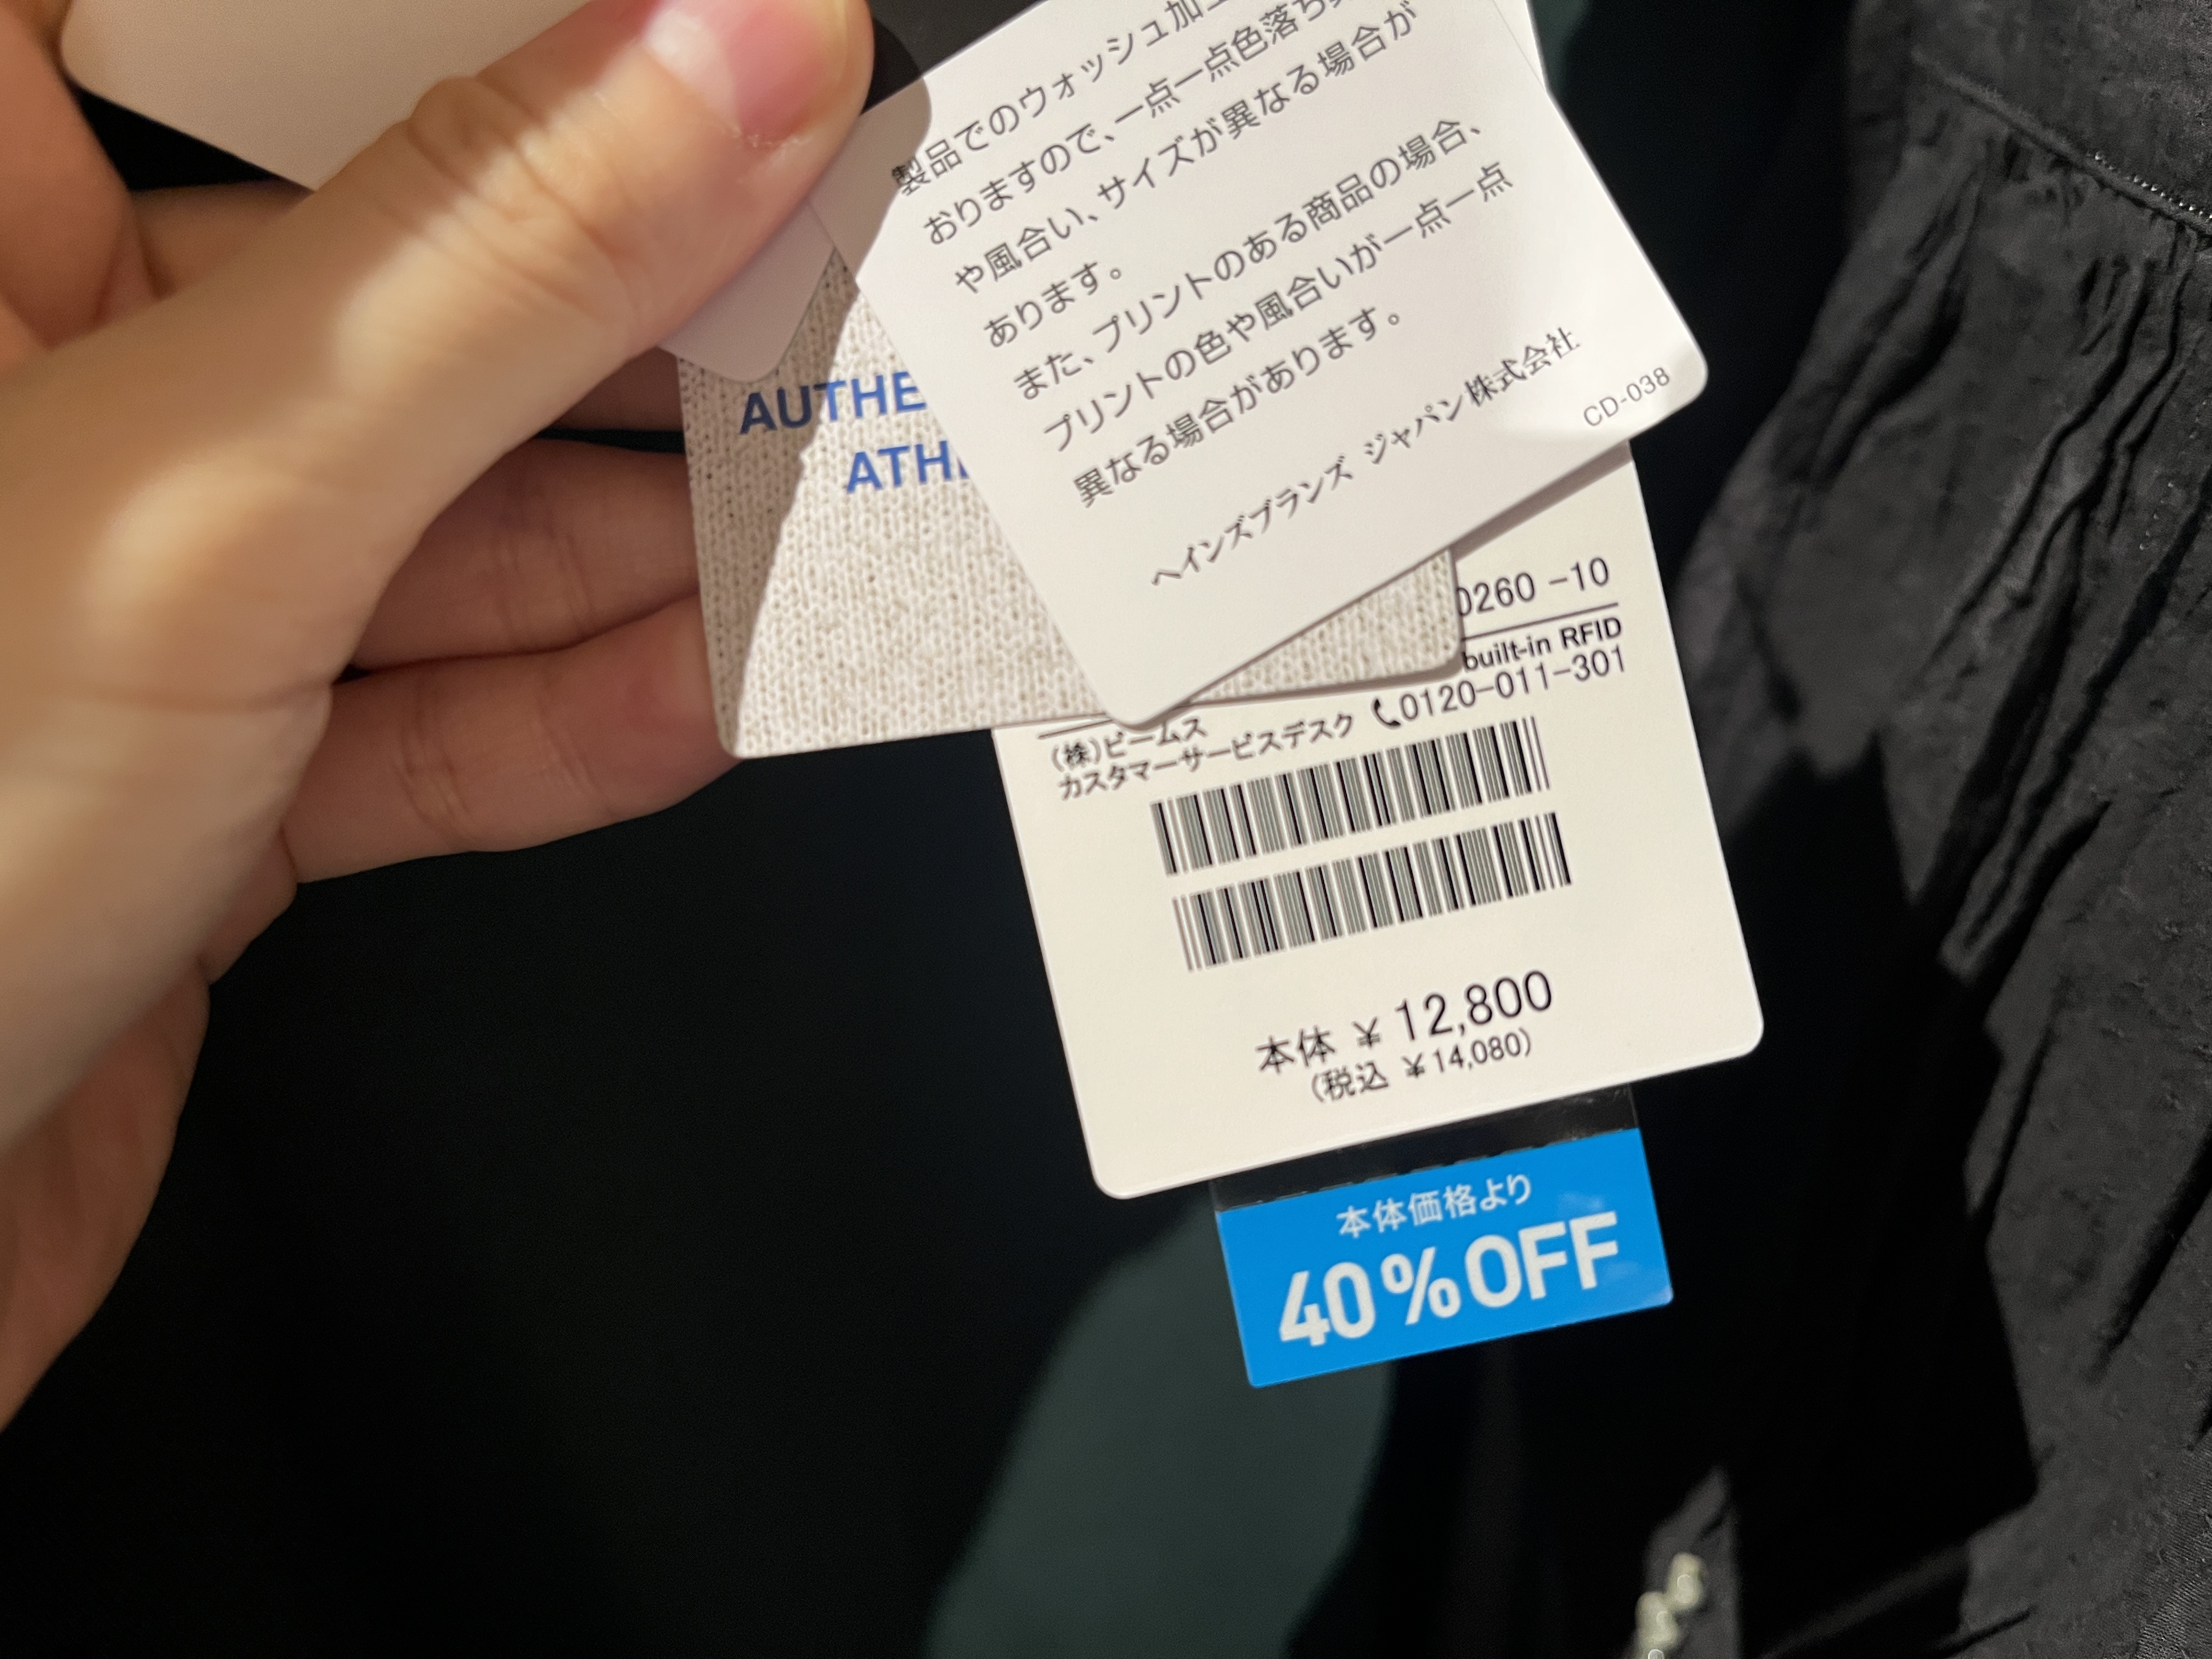 製品でのウォッシュ加
おりますので、一点一点色落ち
や風合い、サイズが異なる場合が
あります。
また、プリントのある商品の場合、
プリントの色や風合いが一点一点
異なる場合があります。
ヘインズブランズ ジャパン株式会社
CD-038
AUTHE
ATH
0260 -10
built-in RFID
0120-011-301
(株)ビームス
カスタマーサービスデスク
本体 ¥ 12,800
(税込 ¥14,080)
本体価格より
40%OFF